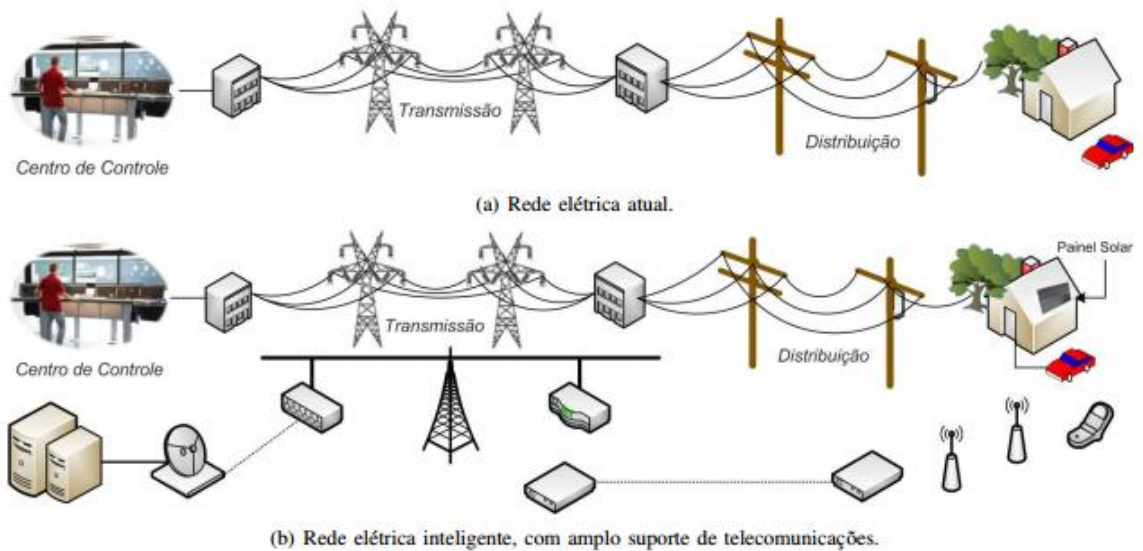 Transmissão
Distribuição
Centro de Controle
(a) Rede elétrica atual.
Painel Solar
Transmissão
Distribuição
Centro de Controle
(b) Rede elétrica inteligente, com amplo suporte de telecomunicações.